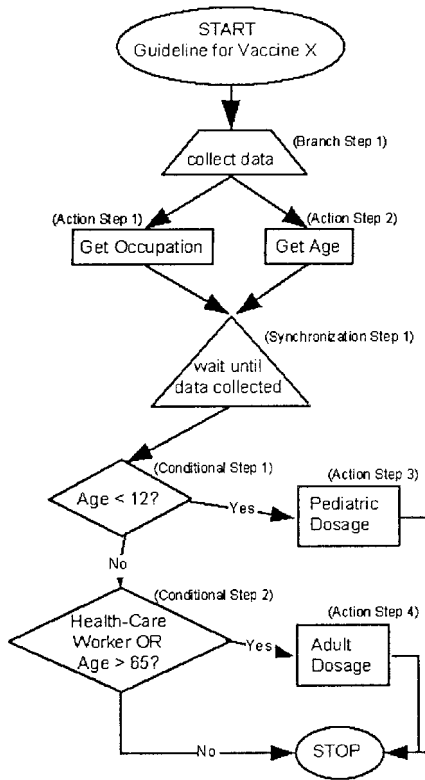 START
Guideline for Vaccine X
(Branch Step 1)
collect data
(Action Step 1)
(Action Step 2)
Get Occupation
Get Age
(Synchronization Step 1)
wait until
data collected
(Conditional Step 1)
(Action Step 3)
Age < 12?
Yes
Pediatric
Dosage
No
(Conditional Step 2)
(Action Step 4)
Health-Care
Worker OR
Age > 65?
Yes
Adult
Dosage
No
STOP